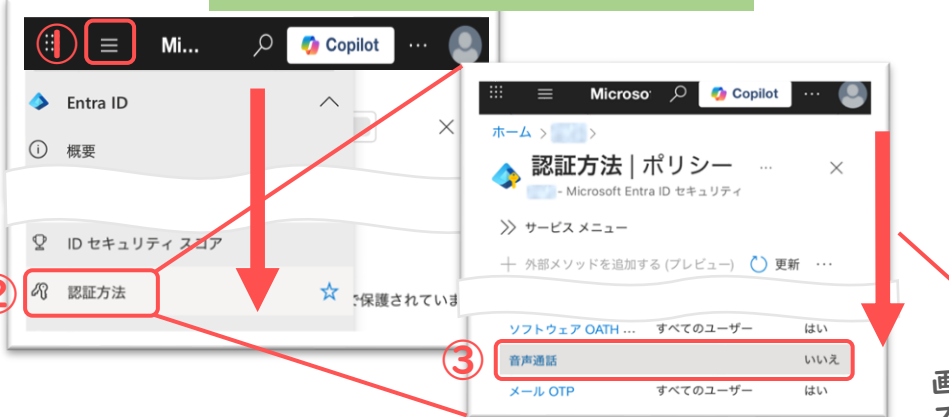 ①
Mi...
Copilot
...
Entra ID
概要
ID セキュリティ スコア
②
認証方法
で保護されていま
Microso
Copilot
...
ホーム > >
認証方法 | ポリシー ...
- Microsoft Entra ID セキュリティ
サービス メニュー
外部メソッドを追加する (プレビュー) 更新 ...
ソフトウェア OATH ... すべてのユーザー はい
③
音声通話 いいえ
メール OTP すべてのユーザー はい
画